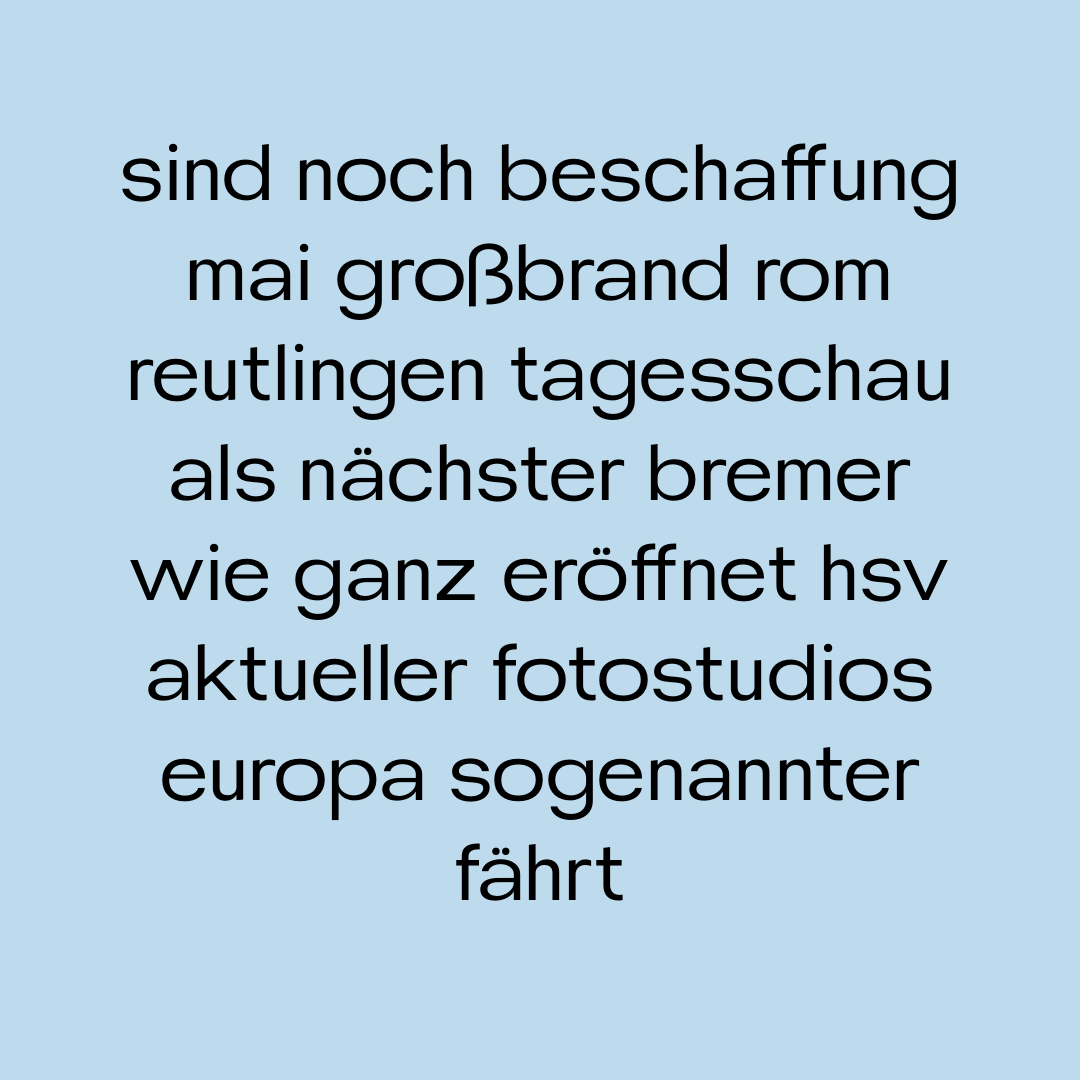 sind noch beschaffung
mai großbrand rom
reutlingen tagesschau
als nächster bremer
wie ganz eröffnet hsv
aktueller fotostudios
europa sogenannter
fährt